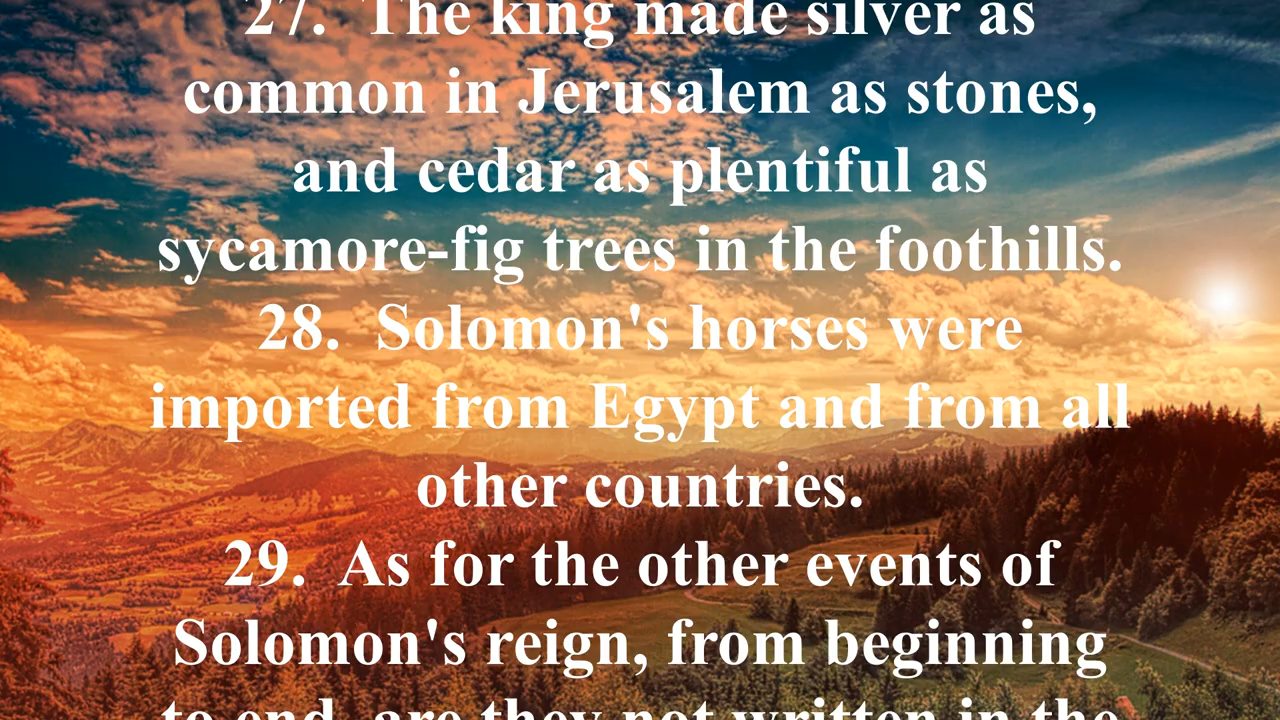 27.  The king made silver as
common in Jerusalem as stones,
and cedar as plentiful as
sycamore-fig trees in the foothills.
28.  Solomon's horses were
imported from Egypt and from all
other countries.
29.  As for the other events of
Solomon's reign, from beginning
to end, are they not written in the